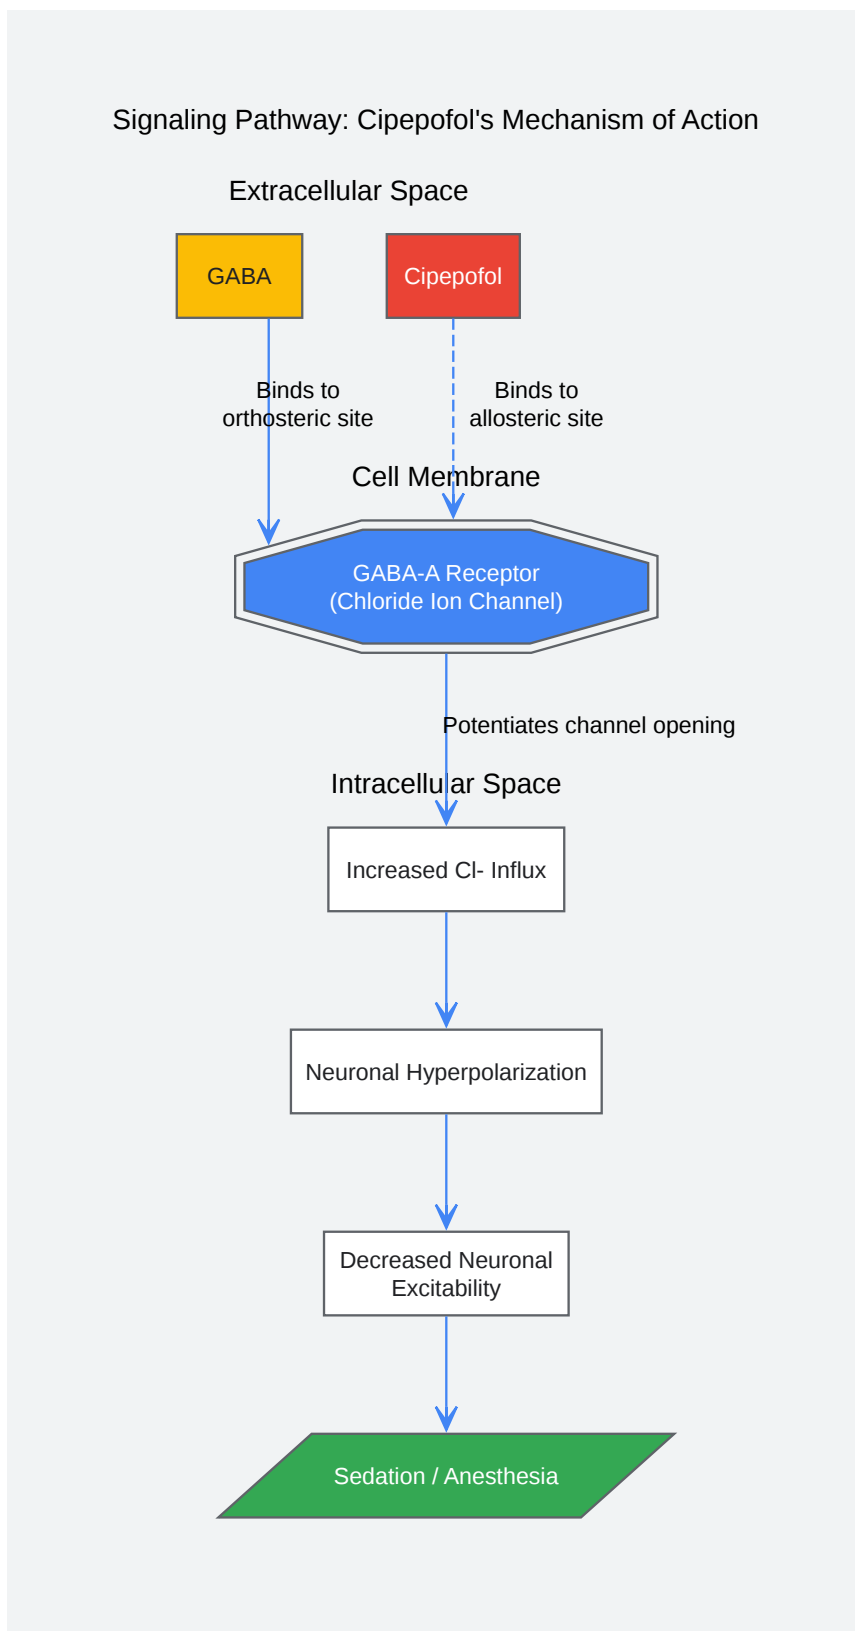 Signaling Pathway: Cipepofol's Mechanism of Action
Extracellular Space
GABA
Cipepofol
Binds to
orthosteric site
Binds to
allosteric site
Cell Membrane
GABA-A Receptor
(Chloride Ion Channel)
Potentiates channel opening
Intracellular Space
Increased Cl- Influx
Neuronal Hyperpolarization
Decreased Neuronal
Excitability
Sedation / Anesthesia